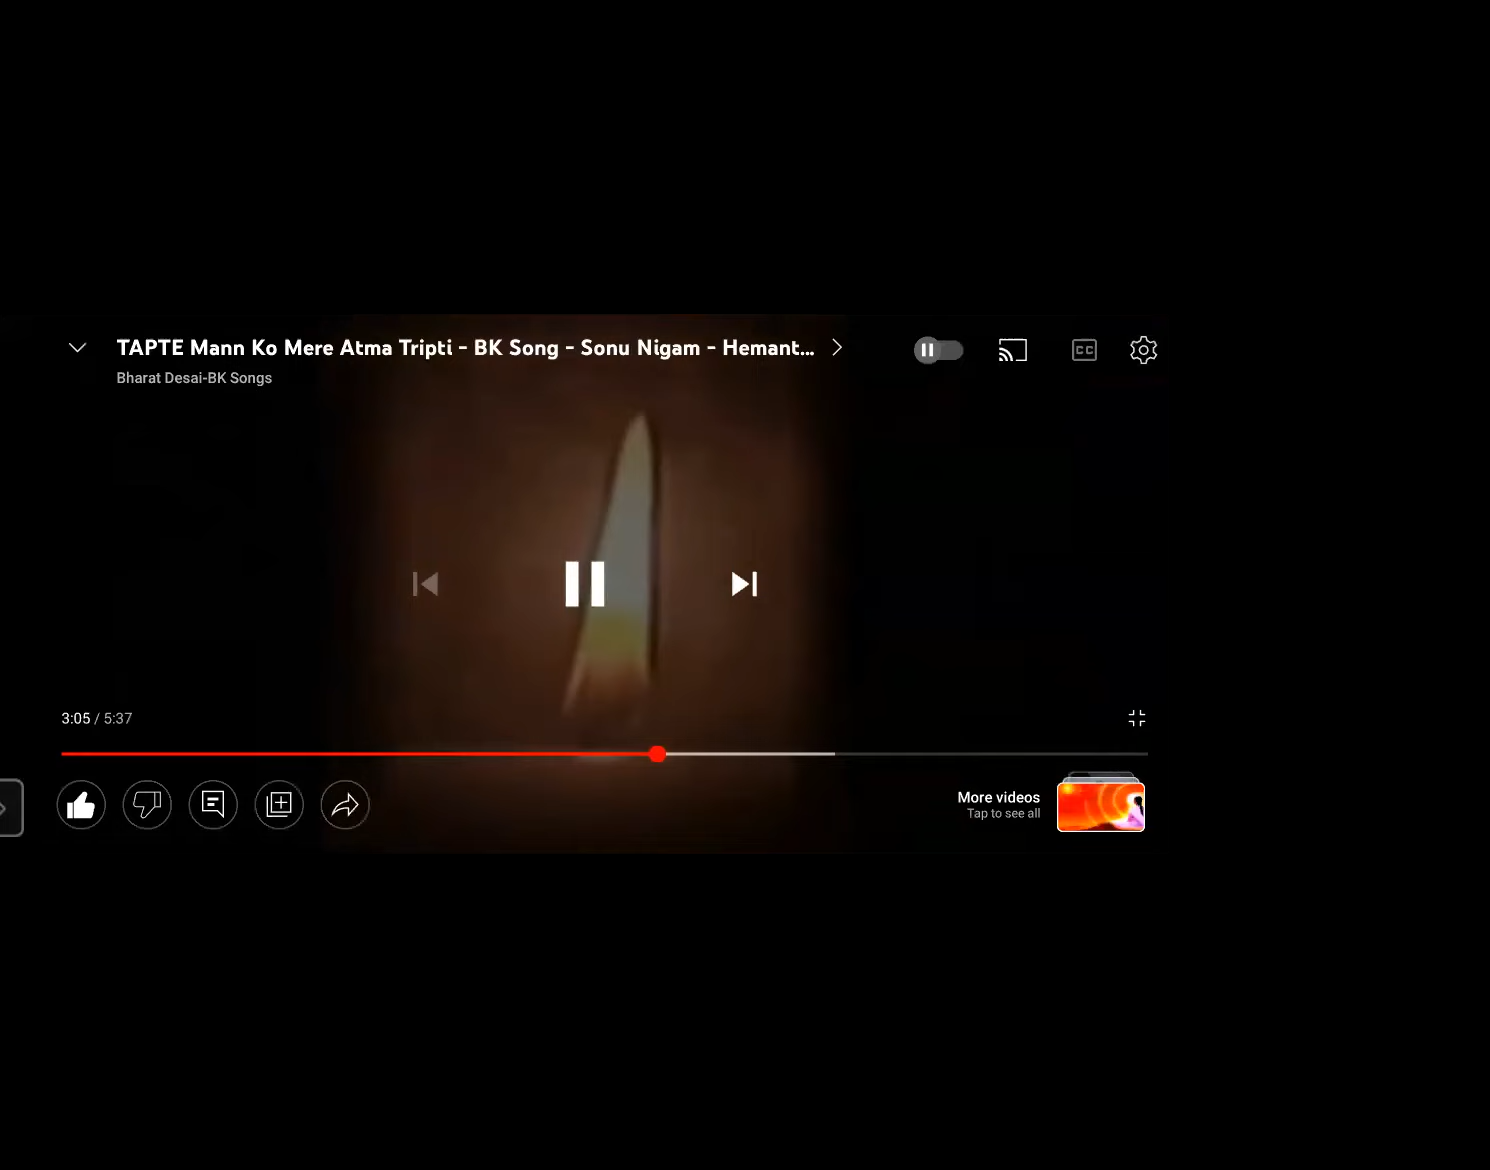 TAPTE Mann Ko Mere Atma Tripti - BK Song - Sonu Nigam - Hemant...
Bharat Desai-BK Songs
CC
3:05 / 5:37
More videos
Tap to see all